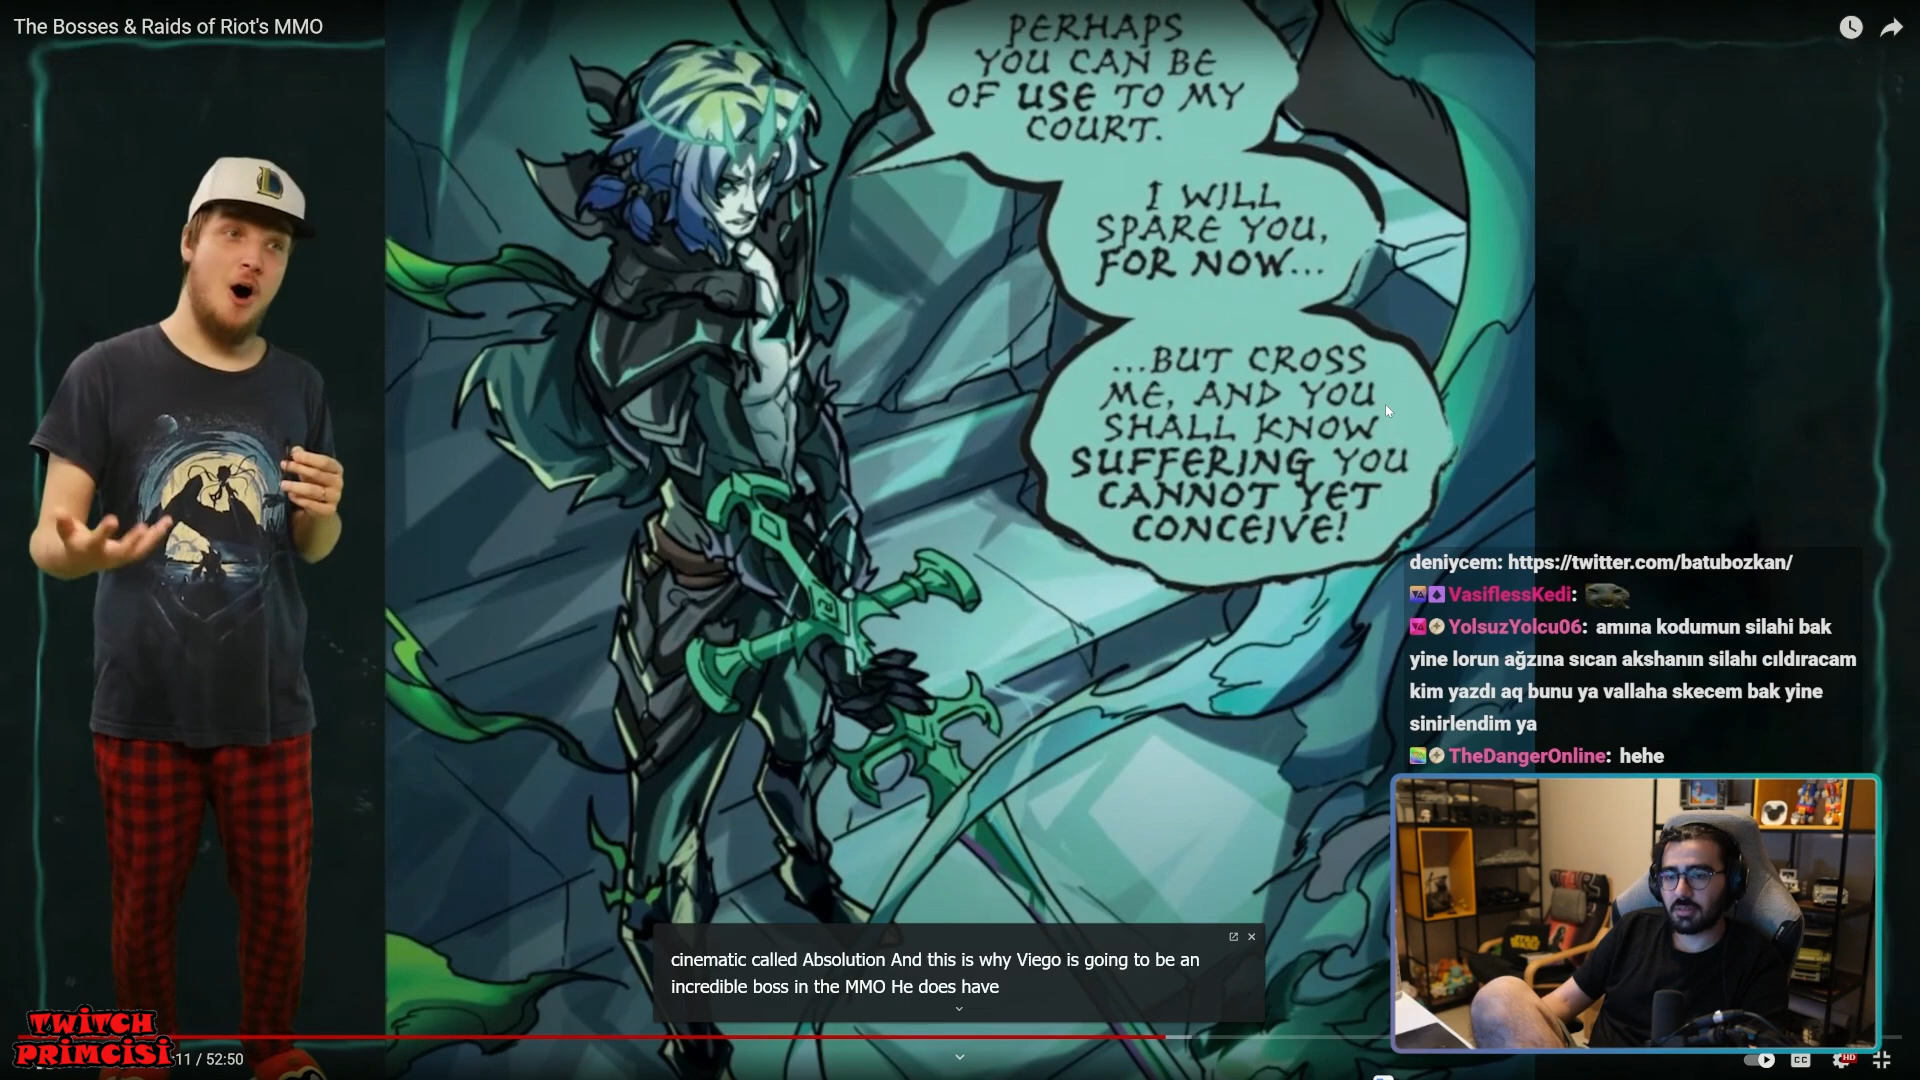 The Bosses & Raids of Riot's MMO
PERHAPS
YOU CAN BE
OF USE TO MY
COURT.
I WILL
SPARE YOU,
FOR NOW...
...BUT CROSS
ME, AND YOU
SHALL KNOW
SUFFERING YOU
CANNOT YET
CONCEIVE!
deniycem: https://twitter.com/batubozkan/
VasiflessKedi:
YolsuzYolcu06: amına kodumun silahi bak
yine lorun ağzına sıcan akshanın silahı cıldıracam
kim yazdı aq bunu ya vallaha skecem bak yine
sinirlendim ya
TheDangerOnline: hehe
cinematic called Absolution And this is why Viego is going to be an
incredible boss in the MMO He does have
TWITCH
PRIMCISI
11 / 52:50
CC
HD